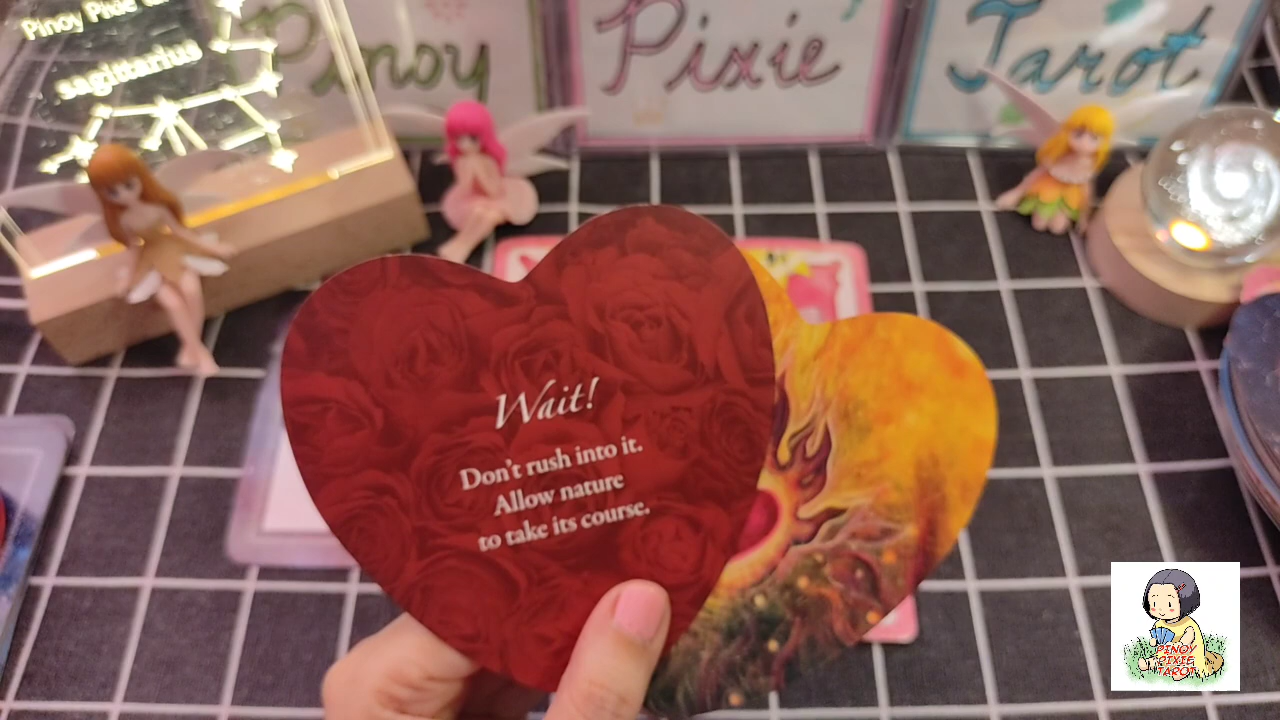 Pinoy Pixie
sagittarius
Pinoy
Pixie
Tarot
Wait!
Don't rush into it.
Allow nature
to take its course.
PINOY
PIXIE
TAROT